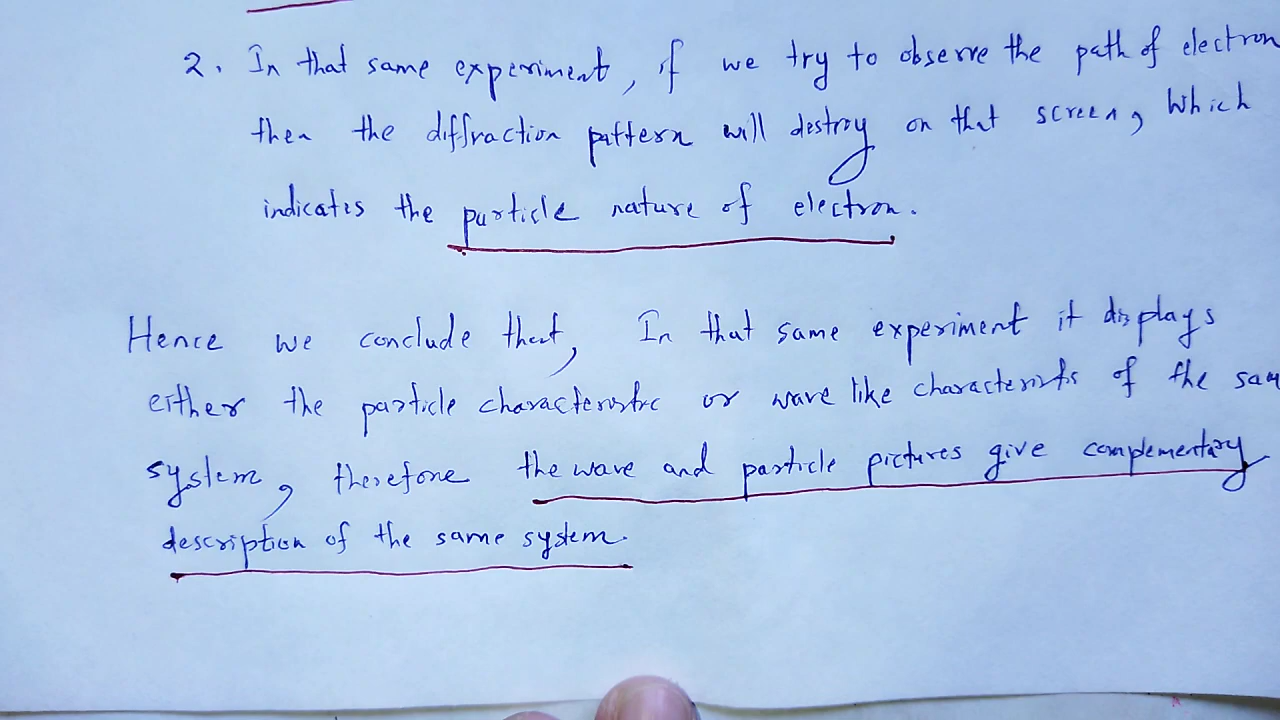 2. In that same experiment, if we try to observe the path of electron
then the diffraction pattern will destroy on that screen, which
indicates the particle nature of electron.
Hence we conclude that, In that same experiment it displays
either the particle characteristic or wave like characteristics of the
system, therefore the wave and particle pictures give complementary
description of the same system.